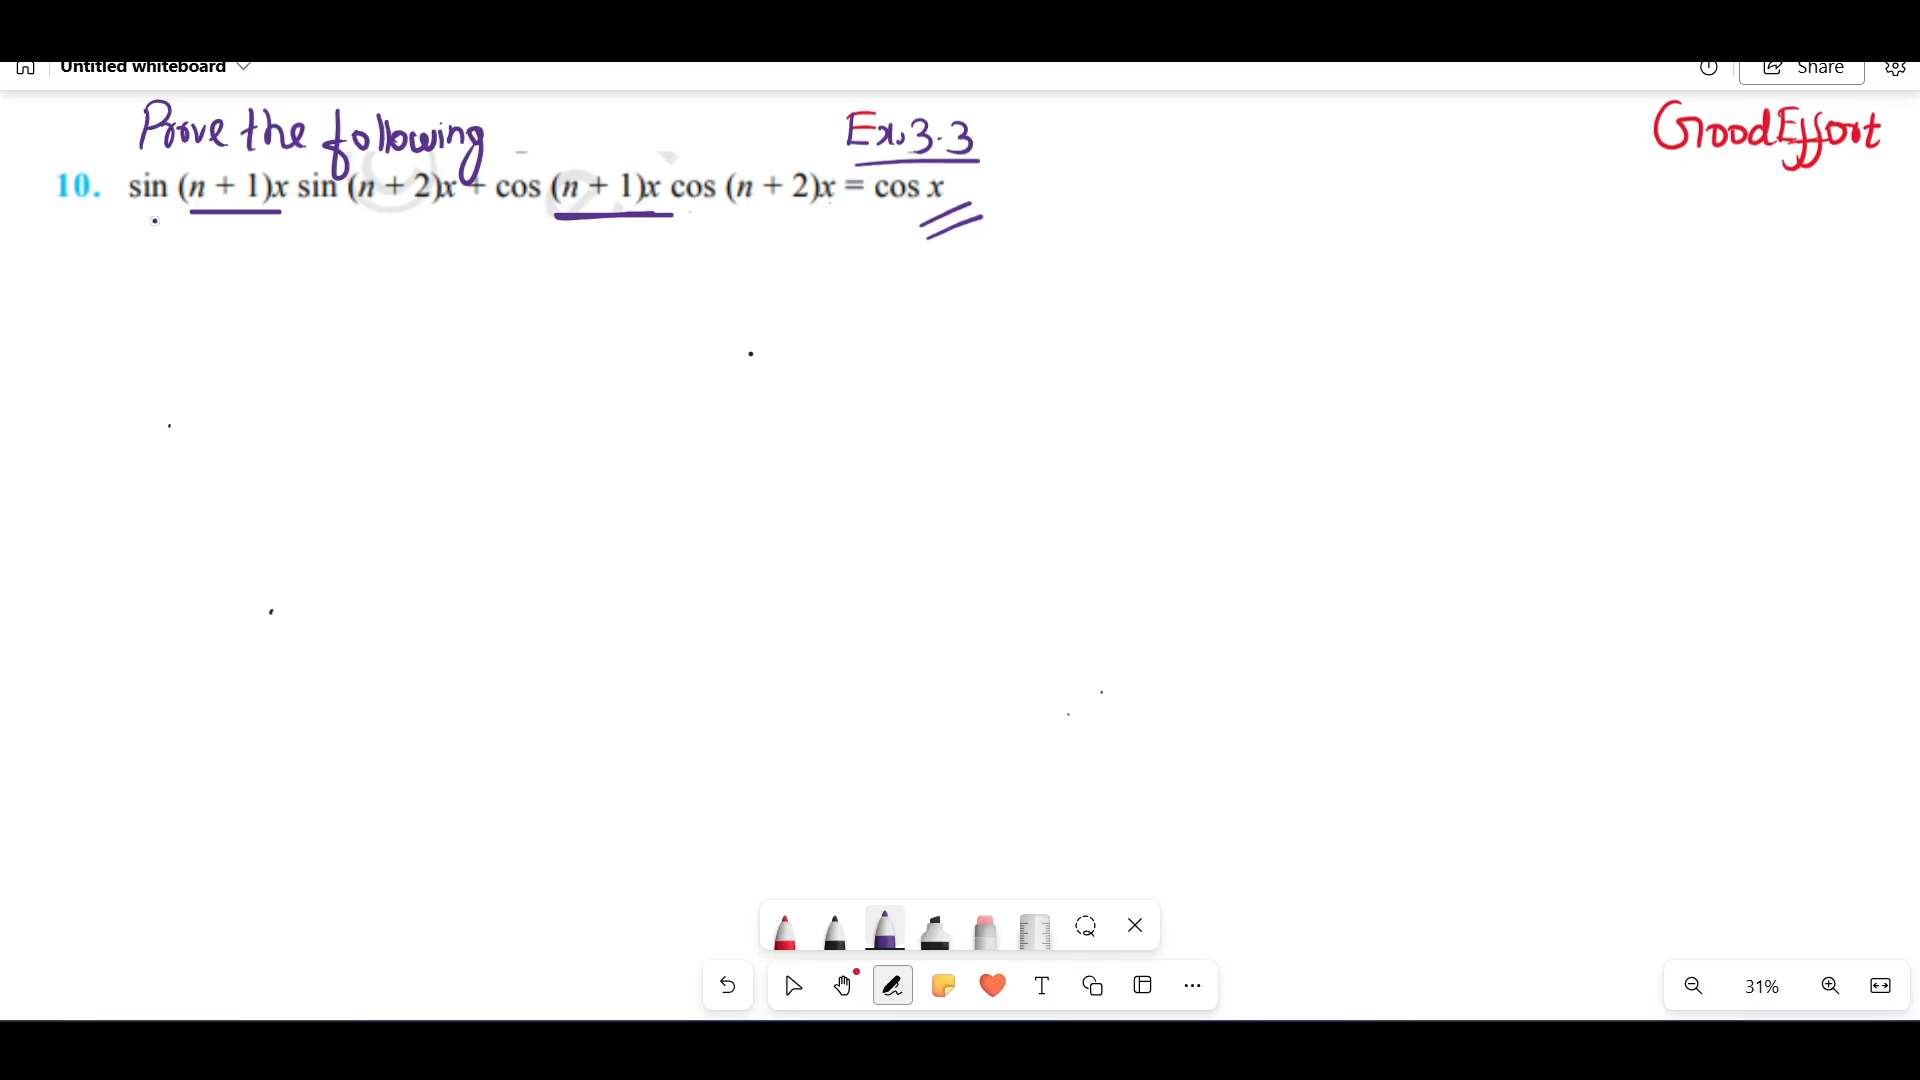 Untitled whiteboard
Share
Prove the following
Ex. 3.3
Good Effort
10. sin (n + 1)x sin (n + 2)x + cos (n + 1)x cos (n + 2)x = cos x
31%